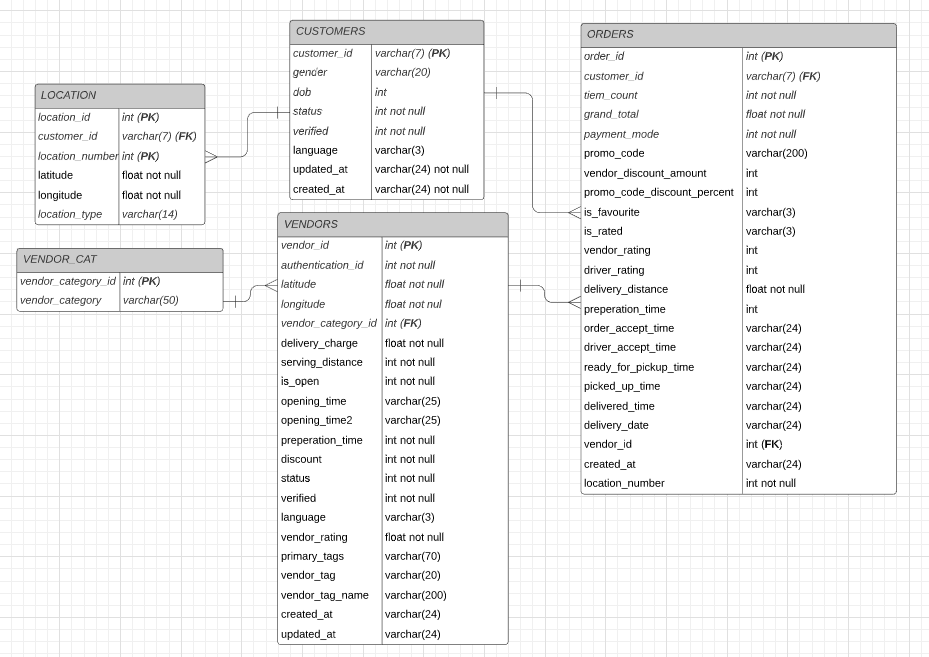 LOCATION
location_id int (PK)
customer_id varchar(7) (FK)
location_number int (PK)
latitude float not null
longitude float not null
location_type varchar(14)
VENDOR_CAT
vendor_category_id int (PK)
vendor_category varchar(50)
CUSTOMERS
customer_id varchar(7) (PK)
gender varchar(20)
dob int
status int not null
verified int not null
language varchar(3)
updated_at varchar(24) not null
created_at varchar(24) not null
VENDORS
vendor_id int (PK)
authentication_id int not null
latitude float not null
longitude float not null
vendor_category_id int (FK)
delivery_charge float not null
serving_distance int not null
is_open int not null
opening_time varchar(25)
opening_time2 varchar(25)
preperation_time int not null
discount int not null
status int not null
verified int not null
language varchar(3)
vendor_rating float not null
primary_tags varchar(70)
vendor_tag varchar(20)
vendor_tag_name varchar(200)
created_at varchar(24)
updated_at varchar(24)
ORDERS
order_id int (PK)
customer_id varchar(7) (FK)
tiem_count int not null
grand_total float not null
payment_mode int not null
promo_code varchar(200)
vendor_discount_amount int
promo_code_discount_percent int
is_favourite varchar(3)
is_rated varchar(3)
vendor_rating int
driver_rating int
delivery_distance float not null
preperation_time int
order_accept_time varchar(24)
driver_accept_time varchar(24)
ready_for_pickup_time varchar(24)
picked_up_time varchar(24)
delivered_time varchar(24)
delivery_date varchar(24)
vendor_id int (FK)
created_at varchar(24)
location_number int not null